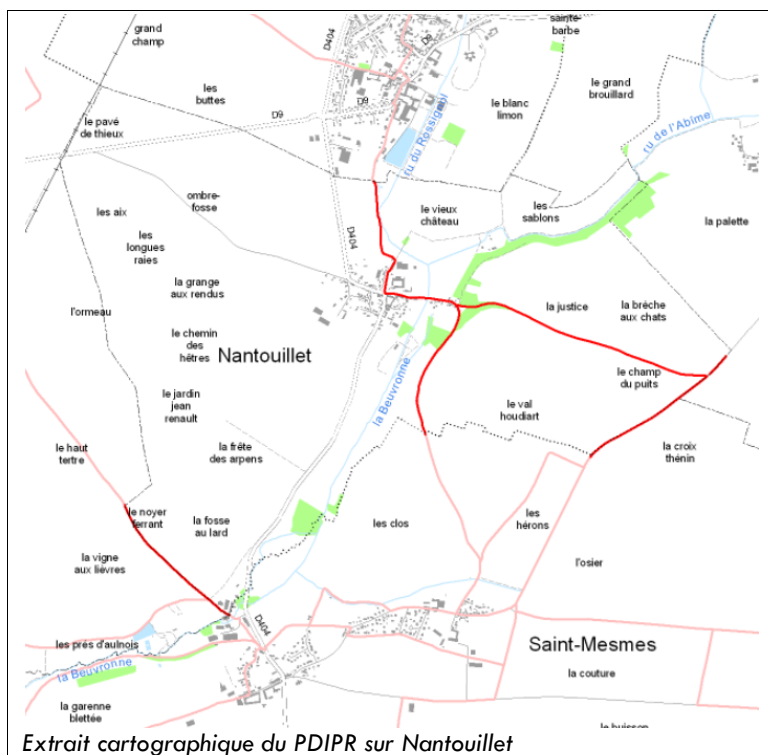 grand
champ
D404
D9
sainte-
barbe
les
buttes
le grand
brouillard
le blanc
limon
D9
le pavé
de thieux
ru du Rossignol
ru de l'Abîme
ombre-
fosse
les aix
le vieux
château
les
sablons
la palette
les
longues
raies
D404
la grange
aux rendus
l'ormeau
la justice
la brèche
aux chats
le chemin
des
hêtres
Nantouillet
la Beuvronne
le champ
du puits
le jardin
jean
renault
le val
houdiart
le haut
tertre
la frête
des arpens
la croix
thénin
le noyer
ferrant
la fosse
au lard
les clos
les
hérons
la vigne
aux lièvres
l'osier
D404
les prés d'aulnois
la Beuvronne
Saint-Mesmes
la couture
la garenne
blettée
le buisson
Extrait cartographique du PDIPR sur Nantouillet